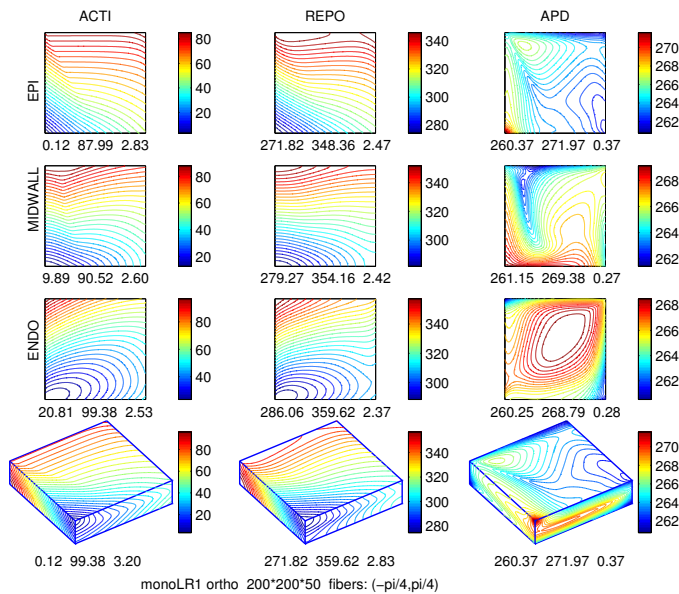 ACTI REPO APD
EPI
80 60 40 20
340 320 300 280
270 268 266 264 262
0.12 87.99 2.83
271.82 348.36 2.47
260.37 271.97 0.37
MIDWALL
80 60 40 20
340 320 300
268 266 264 262
9.89 90.52 2.60
279.27 354.16 2.42
261.15 269.38 0.27
ENDO
80 60 40
340 320 300
268 266 264 262
20.81 99.38 2.53
286.06 359.62 2.37
260.25 268.79 0.28
80 60 40 20
340 320 300 280
270 268 266 264 262
0.12 99.38 3.20
271.82 359.62 2.83
260.37 271.97 0.37
monoLR1 ortho 200*200*50 fibers: (−pi/4,pi/4)